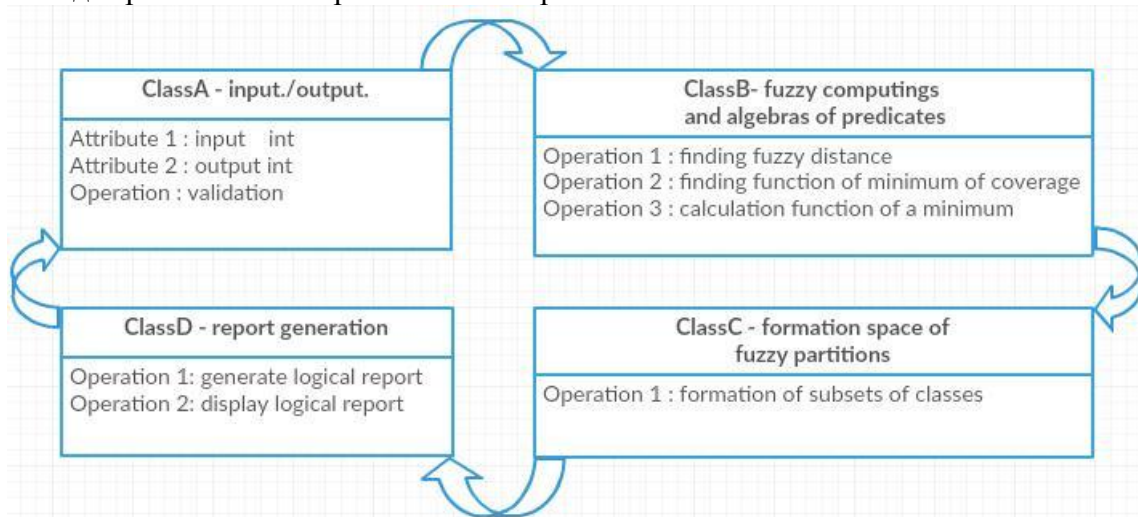 ClassA - input./output.
Attribute 1 : input int
Attribute 2 : output int
Operation : validation
ClassB- fuzzy computings
and algebras of predicates
Operation 1 : finding fuzzy distance
Operation 2 : finding function of minimum of coverage
Operation 3 : calculation function of a minimum
ClassD - report generation
Operation 1: generate logical report
Operation 2: display logical report
ClassC - formation space of
fuzzy partitions
Operation 1 : formation of subsets of classes